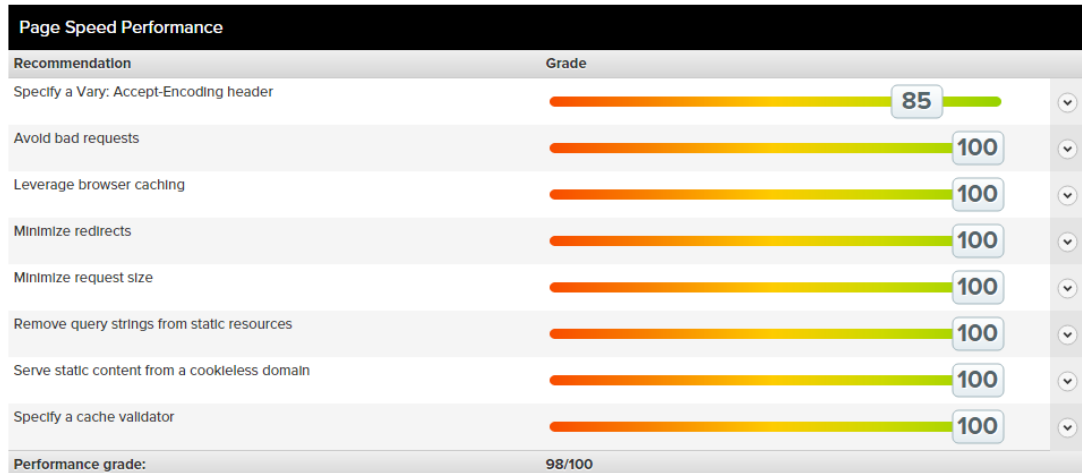 Page Speed Performance
Recommendation Grade
Specify a Vary: Accept-Encoding header 85
Avoid bad requests 100
Leverage browser caching 100
Minimize redirects 100
Minimize request size 100
Remove query strings from static resources 100
Serve static content from a cookieless domain 100
Specify a cache validator 100
Performance grade: 98/100